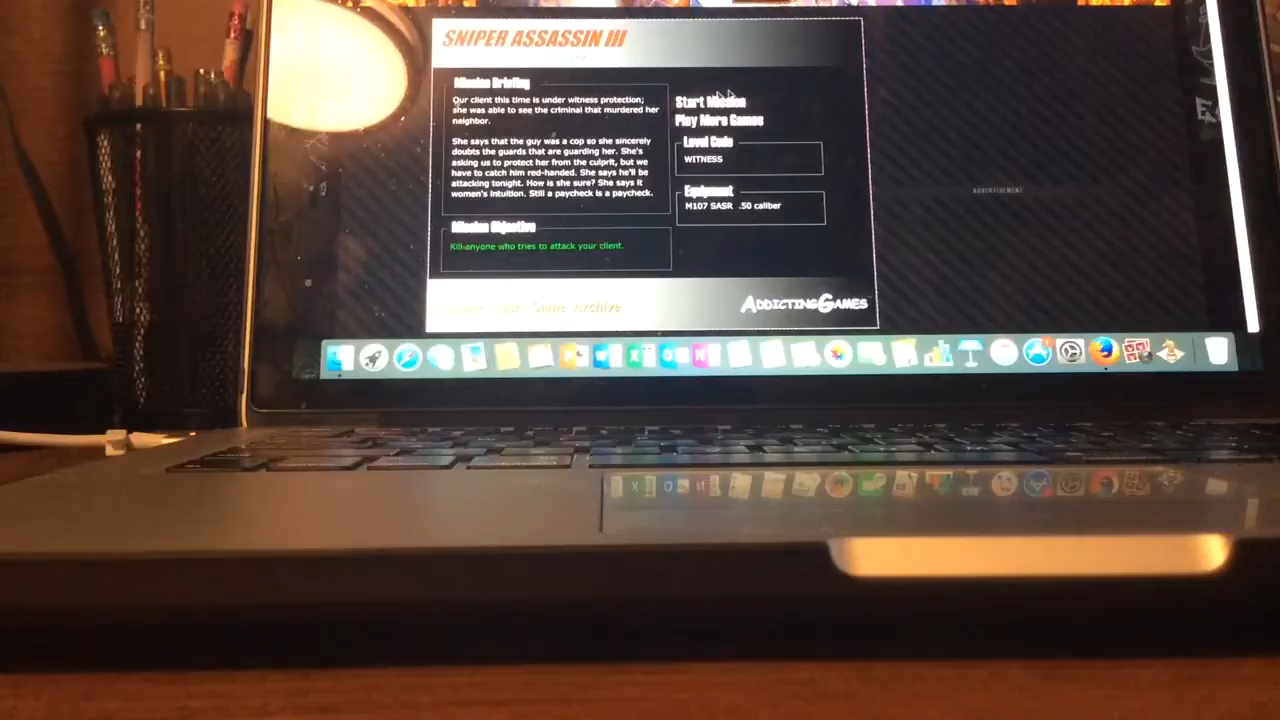 SNIPER ASSASSIN III
Mission Briefing
Our client this time is under witness protection;
she was able to see the criminal that murdered her
neighbor.
She says that the guy was a cop so she sincerely
doubts the guards that are guarding her. She's
asking us to protect her from the culprit, but we
have to catch him red-handed. She says he'll be
attacking tonight. How is she sure? She says it
women's intuition. Still a paycheck is a paycheck.
Mission Objective
Kill anyone who tries to attack your client.
Start Mission
Play More Games
Level Code
WITNESS
Equipment
M107 SASR .50 caliber
Game Archive
ADDICTINGGAMES
ADVERTISEMENT